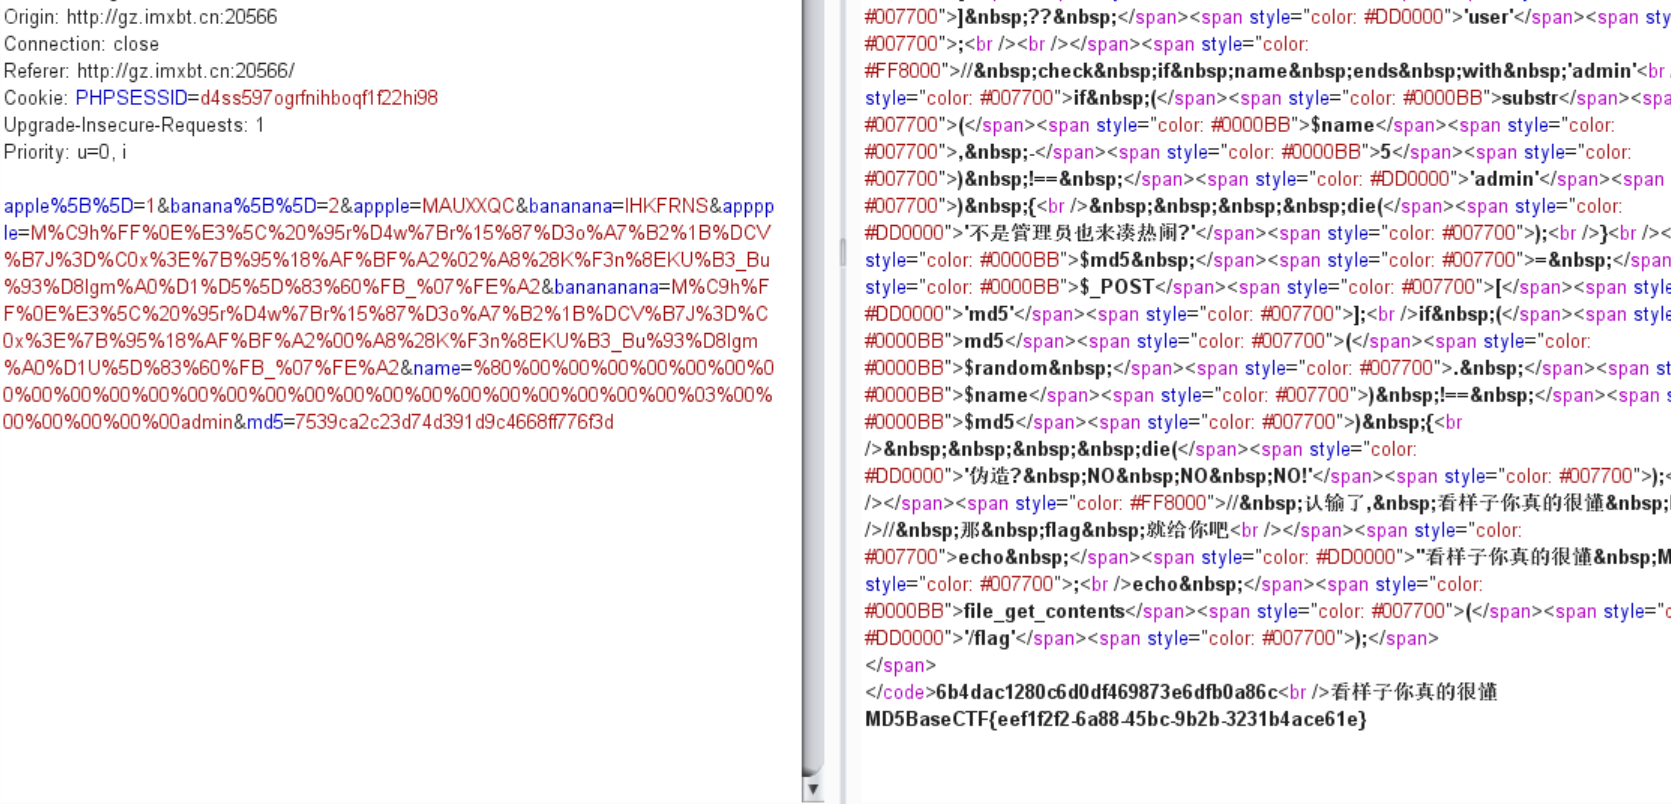 Origin: http://gz.imxbt.cn:20566
Connection: close
Referer: http://gz.imxbt.cn:20566/
Cookie: PHPSESSID=d4ss597ogrfnihboqf1f22hi98
Upgrade-Insecure-Requests: 1
Priority: u=0, i
apple%5B%5D=1&banana%5B%5D=2&appple=MAUXXQC&bananana=IHKFRNS&apppp
le=M%C9h%FF%0E%E3%5C%20%95r%D4w%7Br%15%87%D3o%A7%B2%1B%DCV
%B7J%3D%C0x%3E%7B%95%18%AF%BF%A2%02%A8%28K%F3n%8EKU%B3_Bu
%93%D8Igm%A0%D1%D5%5D%83%60%FB_%07%FE%A2&banananana=M%C9h%F
F%0E%E3%5C%20%95r%D4w%7Br%15%87%D3o%A7%B2%1B%DCV%B7J%3D%C
0x%3E%7B%95%18%AF%BF%A2%00%A8%28K%F3n%8EKU%B3_Bu%93%D8Igm
%A0%D1U%5D%83%60%FB_%07%FE%A2&name=%80%00%00%00%00%00%00%0
0%00%00%00%00%00%00%00%00%00%00%00%00%00%00%00%03%00%
00%00%00%00%00admin&md5=7539ca2c23d74d391d9c4668ff776f3d
#007700">]&nbsp;??&nbsp;</span><span style="color: #DD0000">'user'</span><span sty
#007700">;<br /><br /></span><span style="color:
#FF8000">//&nbsp;check&nbsp;if&nbsp;name&nbsp;ends&nbsp;with&nbsp;'admin'<br /
style="color: #007700">if&nbsp;(</span><span style="color: #0000BB">substr</span><spa
#007700">(</span><span style="color: #0000BB">$name</span><span style="color:
#007700">,&nbsp;-</span><span style="color: #0000BB">5</span><span style="color:
#007700">)&nbsp;!==&nbsp;</span><span style="color: #DD0000">'admin'</span><span
#007700">)&nbsp;{<br />&nbsp;&nbsp;&nbsp;&nbsp;die(</span><span style="color:
#DD0000">'不是管理员也来凑热闹?'</span><span style="color: #007700">);<br />}<br /><
style="color: #0000BB">$md5&nbsp;</span><span style="color: #007700">=&nbsp;</span
style="color: #0000BB">$_POST</span><span style="color: #007700">[</span><span style
#DD0000">'md5'</span><span style="color: #007700">];<br />if&nbsp;(</span><span style
#0000BB">md5</span><span style="color: #007700">(</span><span style="color:
#0000BB">$random&nbsp;</span><span style="color: #007700">.&nbsp;</span><span st
#0000BB">$name</span><span style="color: #007700">)&nbsp;!==&nbsp;</span><span s
#0000BB">$md5</span><span style="color: #007700">)&nbsp;{<br
/>&nbsp;&nbsp;&nbsp;&nbsp;die(</span><span style="color:
#DD0000">'伪造?&nbsp;NO&nbsp;NO&nbsp;NO!'</span><span style="color: #007700">);<
/></span><span style="color: #FF8000">//&nbsp;认输了,&nbsp;看样子你真的很懂&nbsp;
/>//&nbsp;那&nbsp;flag&nbsp;就给你吧<br /></span><span style="color:
#007700">echo&nbsp;</span><span style="color: #DD0000">"看样子你真的很懂&nbsp;M
style="color: #007700">;<br />echo&nbsp;</span><span style="color:
#0000BB">file_get_contents</span><span style="color: #007700">(</span><span style="c
#DD0000">'/flag'</span><span style="color: #007700">);</span>
</span>
</code>6b4dac1280c6d0df469873e6dfb0a86c<br />看样子你真的很懂
MD5BaseCTF{eef1f2f2-6a88-45bc-9b2b-3231b4ace61e}